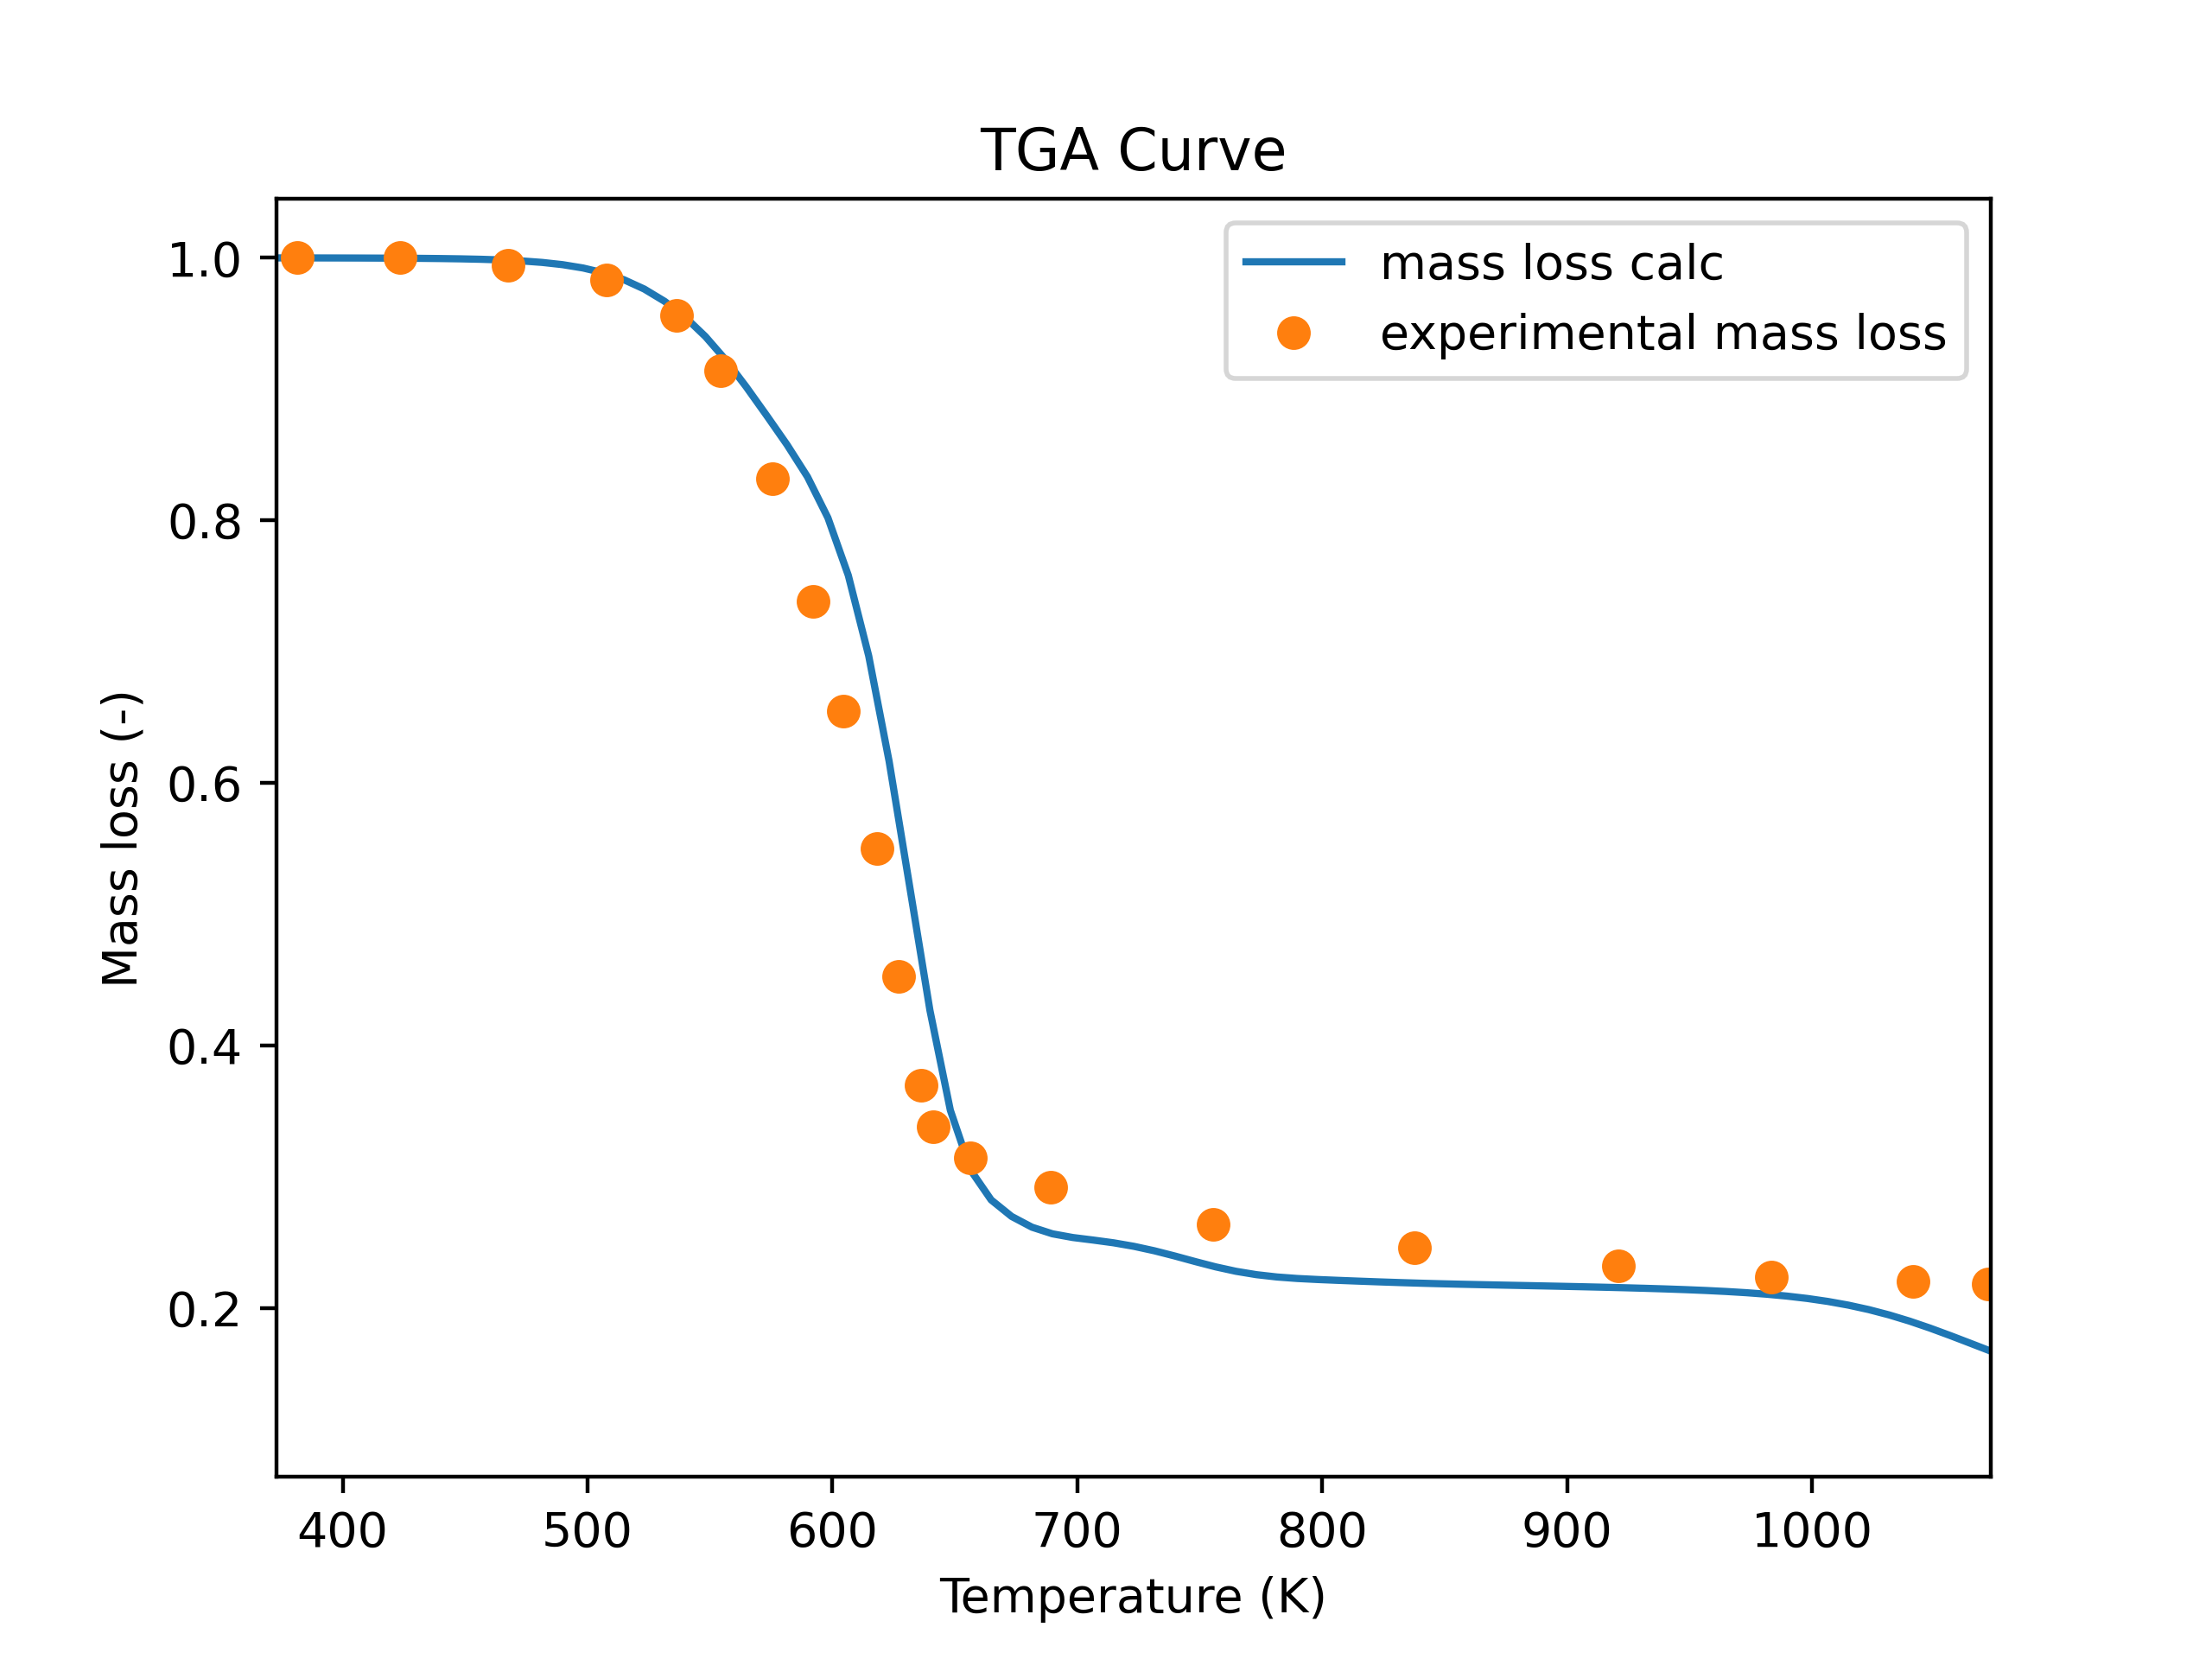 TGA Curve
mass loss calc
experimental mass loss
1.0
0.8
0.6
0.4
0.2
Mass loss (-)
400 500 600 700 800 900 1000
Temperature (K)